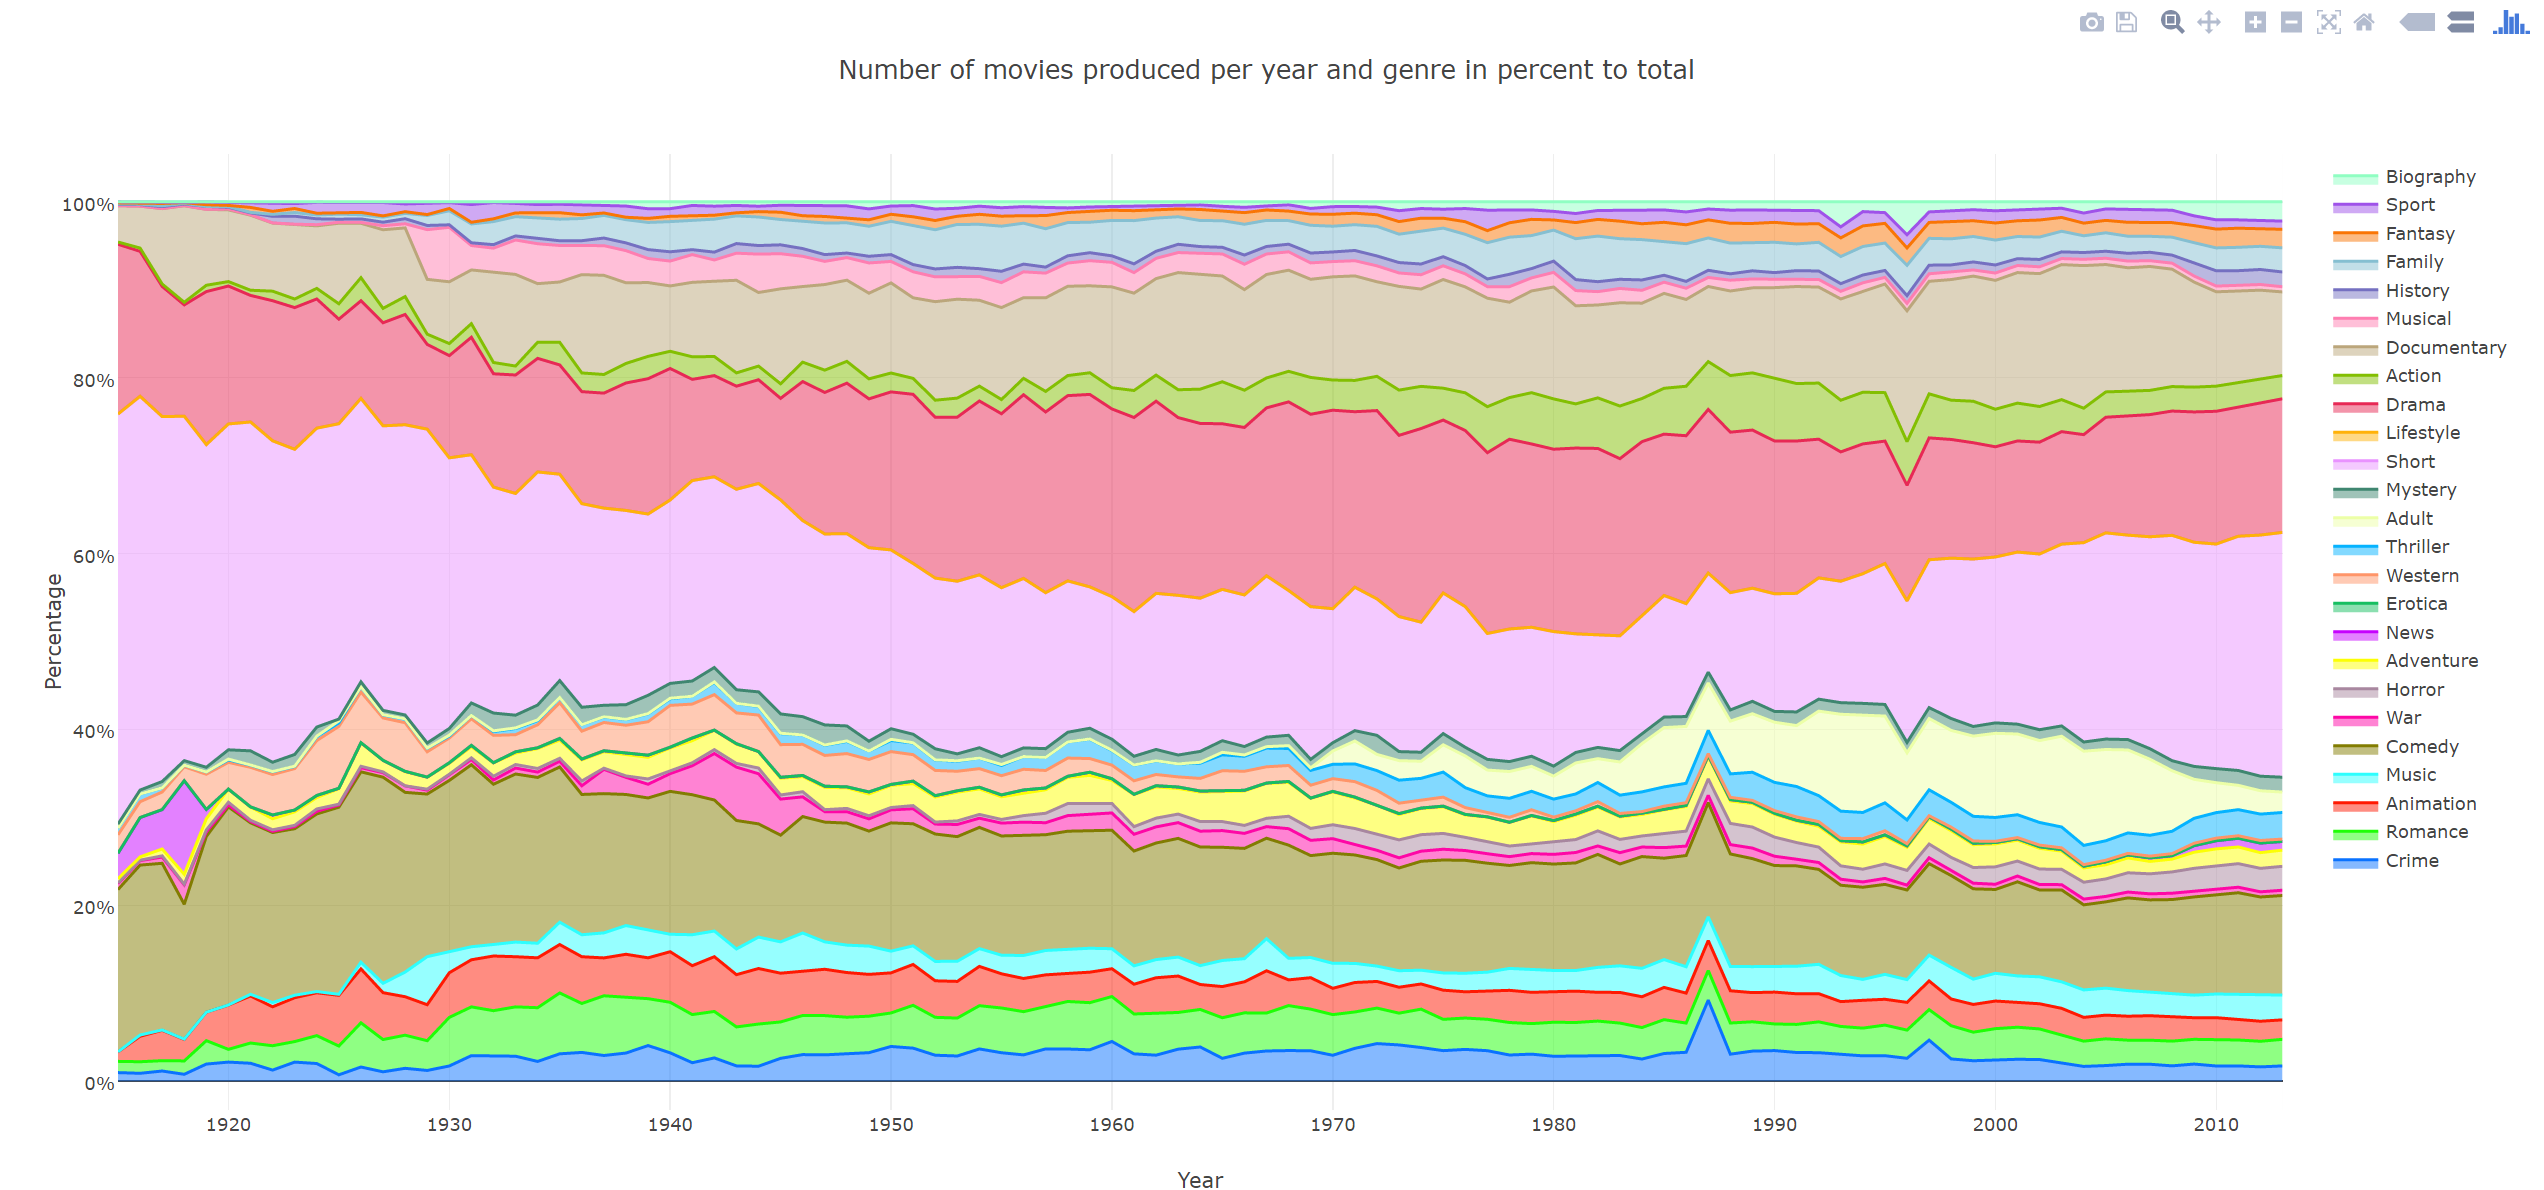 Number of movies produced per year and genre in percent to total
100%
80%
60%
40%
20%
0%
Percentage
1920
1930
1940
1950
1960
1970
1980
1990
2000
2010
Year
Biography
Sport
Fantasy
Family
History
Musical
Documentary
Action
Drama
Lifestyle
Short
Mystery
Adult
Thriller
Western
Erotica
News
Adventure
Horror
War
Comedy
Music
Animation
Romance
Crime